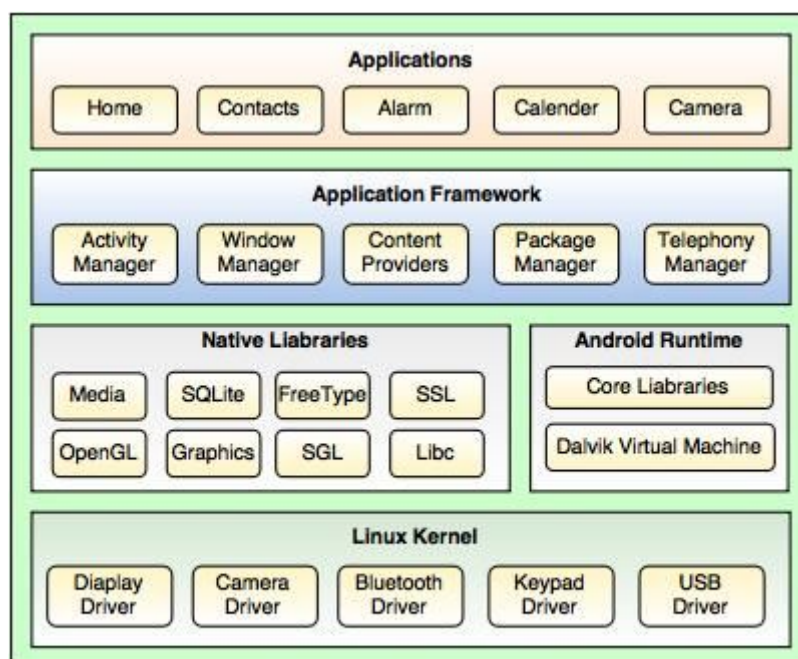 Applications
Home
Contacts
Alarm
Calender
Camera
Application Framework
Activity
Manager
Window
Manager
Content
Providers
Package
Manager
Telephony
Manager
Native Liabraries
Media
SQLite
FreeType
SSL
OpenGL
Graphics
SGL
Libc
Android Runtime
Core Liabraries
Dalvik Virtual Machine
Linux Kernel
Diaplay
Driver
Camera
Driver
Bluetooth
Driver
Keypad
Driver
USB
Driver